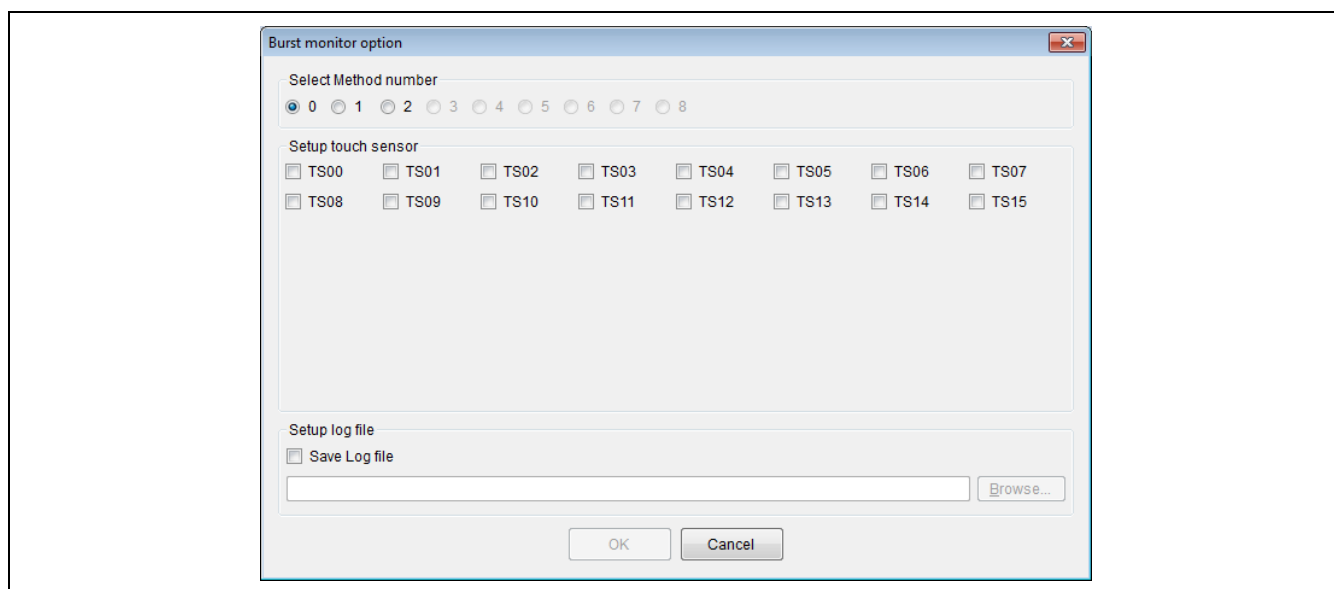 Burst monitor option
Select Method number
0 1 2 3 4 5 6 7 8
Setup touch sensor
TS00 TS01 TS02 TS03 TS04 TS05 TS06 TS07
TS08 TS09 TS10 TS11 TS12 TS13 TS14 TS15
Setup log file
Save Log file
Browse...
OK Cancel